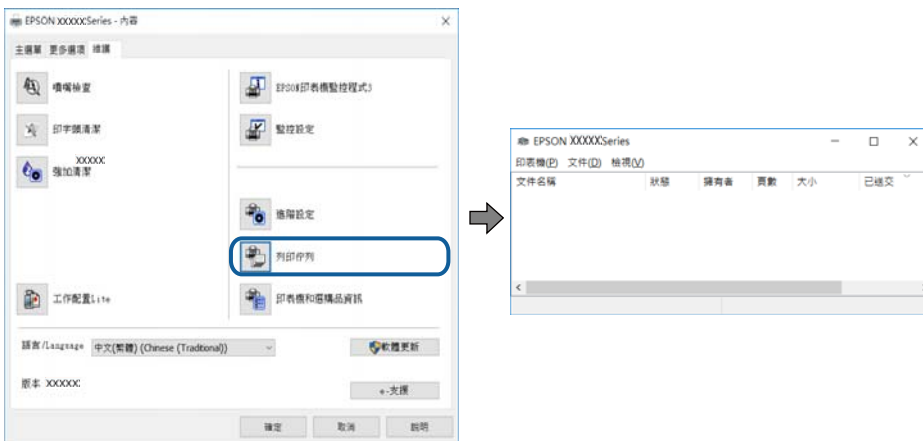 EPSON XXXXX Series - 內容
主選單 更多選項 維護
噴嘴檢查
印字頭清潔
XXXXX
強加清潔
工作配置Lite
EPSON印表機監控程式3
監控設定
進階設定
列印佇列
印表機和選購品資訊
語言/Language 中文(繁體) (Chinese (Traditional))
軟體更新
版本 XXXXX
e-支援
確定 取消 說明
EPSON XXXXX Series
印表機(P) 文件(D) 檢視(V)
文件名稱 狀態 擁有者 頁數 大小 已送交